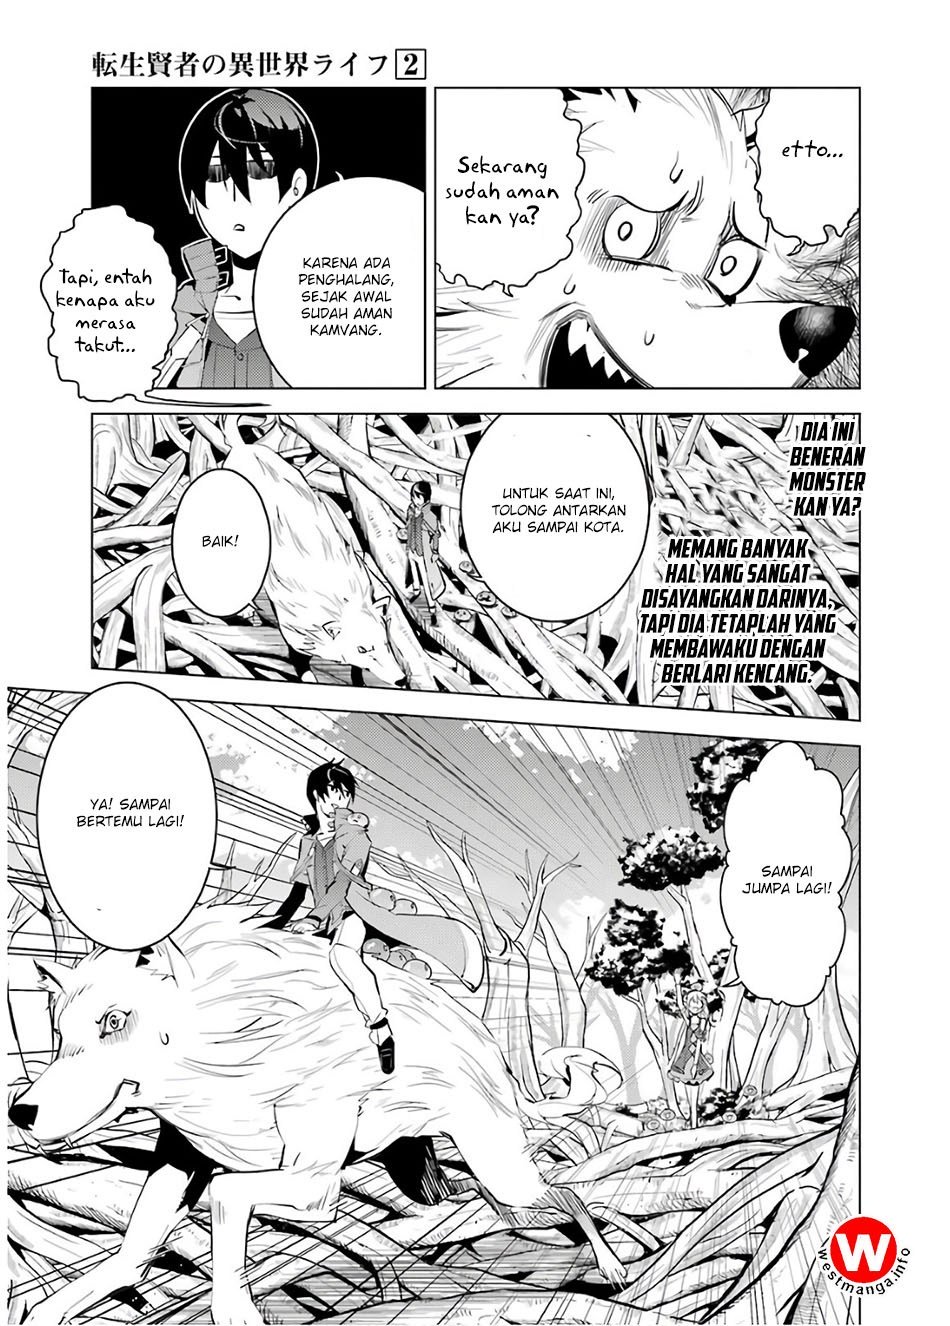 転生賢者の異世界ライフ 2
etto...
Sekarang
sudah aman
kan ya?
KARENA ADA
PENGHALANG,
SEJAK AWAL
SUDAH AMAN
KAMVANG.
Tapi, entah
kenapa aku
merasa
takut...
DIA INI
BENERAN
MONSTER
KAN YA?
MEMANG BANYAK
HAL YANG SANGAT
DISAYANGKAN DARINYA,
TAPI DIA TETAPLAH YANG
MEMBAWAKU DENGAN
BERLARI KENCANG.
UNTUK SAAT INI,
TOLONG ANTARKAN
AKU SAMPAI KOTA.
BAIK!
SAMPAI
JUMPA LAGI!
YA! SAMPAI
BERTEMU LAGI!
W
westmanga.info